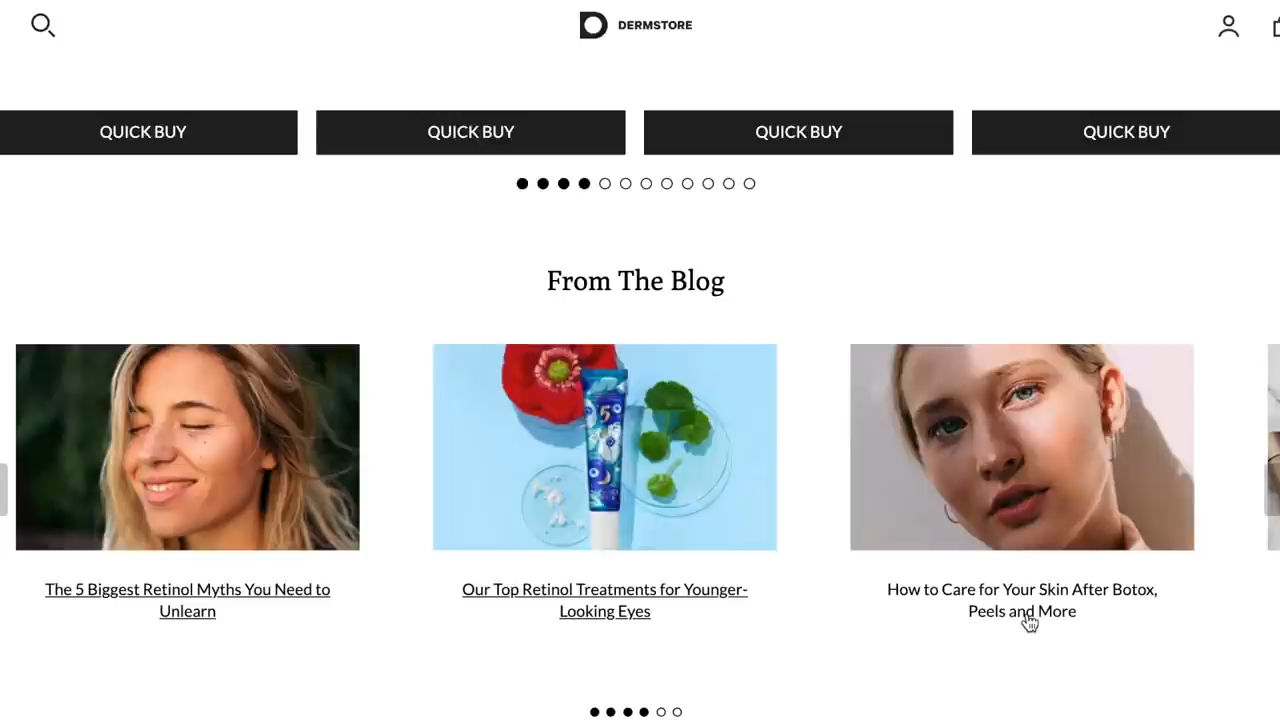 DERMSTORE
QUICK BUY
QUICK BUY
QUICK BUY
QUICK BUY
From The Blog
The 5 Biggest Retinol Myths You Need to
Unlearn
Our Top Retinol Treatments for Younger-
Looking Eyes
How to Care for Your Skin After Botox,
Peels and More